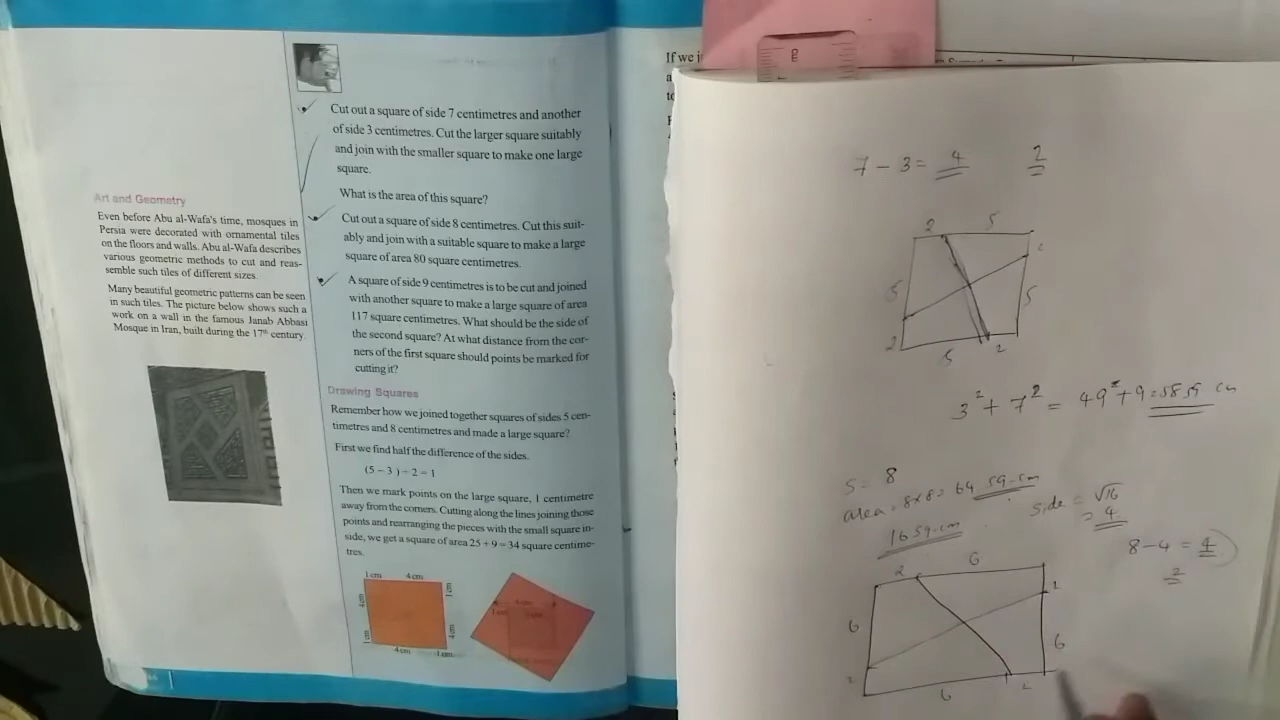 Cut out a square of side 7 centimetres and another
of side 3 centimetres. Cut the larger square suitably
and join with the smaller square to make one large
square.
What is the area of this square?
Cut out a square of side 8 centimetres. Cut this suit-
ably and join with a suitable square to make a large
square of area 80 square centimetres.
A square of side 9 centimetres is to be cut and joined
with another square to make a large square of area
117 square centimetres. What should be the side of
the second square? At what distance from the cor-
ners of the first square should points be marked for
cutting it?
Drawing Squares
Remember how we joined together squares of sides 5 cen-
timetres and 8 centimetres and made a large square?
First we find half the difference of the sides.
(5 – 3) ÷ 2 = 1
Then we mark points on the large square, 1 centimetre
away from the corners. Cutting along the lines joining those
points and rearranging the pieces with the small square in-
side, we get a square of area 25 + 9 = 34 square centime-
tres.
1 cm 4 cm
1 cm
4 cm
4 cm
1 cm
4 cm 1 cm
Art and Geometry
Even before Abu al-Wafa's time, mosques in
Persia were decorated with ornamental tiles
on the floors and walls. Abu al-Wafa describes
various geometric methods to cut and reas-
semble such tiles of different sizes.
Many beautiful geometric patterns can be seen
in such tiles. The picture below shows such a
work on a wall in the famous Janab Abbasi
Mosque in Iran, built during the 17th century.
If we
7 - 3 = 4 2
2 5
5 5
2
5 2
S = 8
area = 8x8 = 64 sq.cm
16 sq.cm
side = √16
= 4
8 - 4 = 4
2
2 6
6 6
6